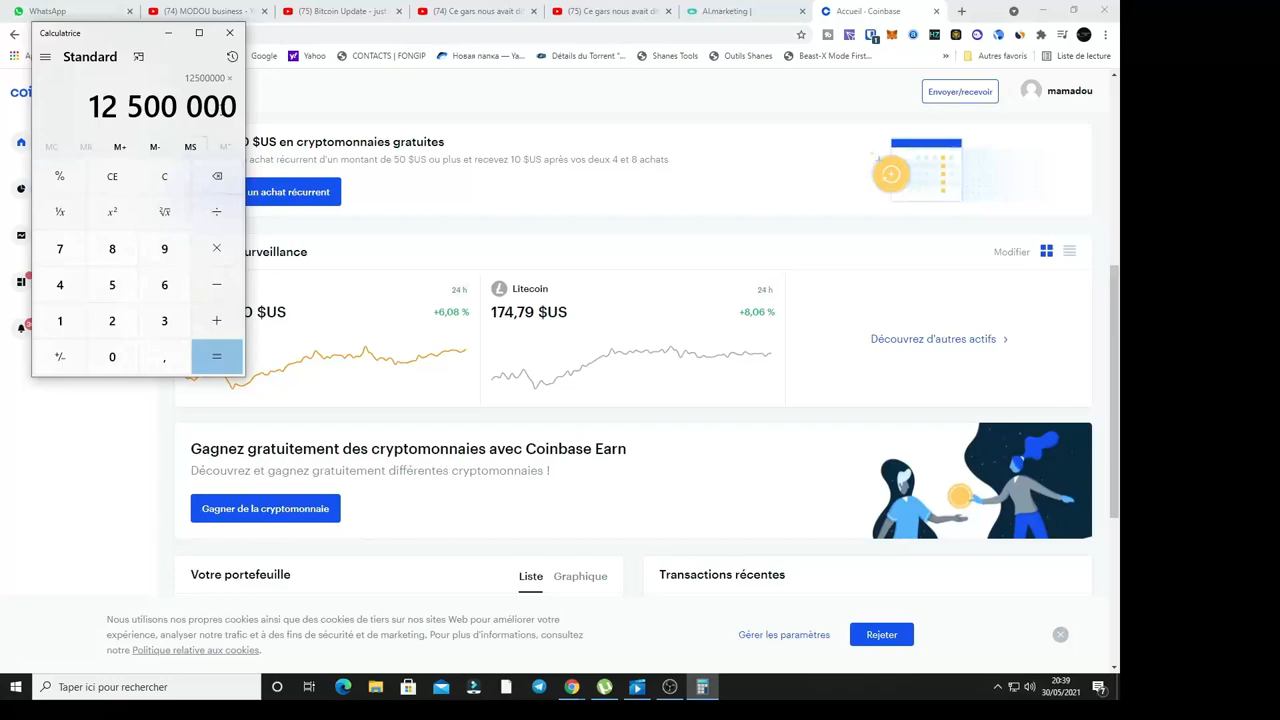 WhatsApp
(74) MODOU business -
(75) Bitcoin Update - just
(74) Ce gars nous avait di
(75) Ce gars nous avait de
AI.marketing |
Accueil - Coinbase
Calculatrice
Standard
12500000 ×
12 500 000
MC MR M+ M- MS
% CE C
¹/x x² ²√x ÷
7 8 9 ×
4 5 6 −
1 2 3 +
+/- 0 , =
Google
Yahoo
CONTACTS | FONGIP
Новая папка — Ya...
Détails du Torrent "...
Shanes Tools
Outils Shanes
Beast-X Mode First...
»
Autres favoris
Liste de lecture
Envoyer/recevoir
mamadou
$US en cryptomonnaies gratuites
achat récurrent d'un montant de 50 $US ou plus et recevez 10 $US après vos deux 4 et 8 achats.
un achat récurrent
urveillance
Modifier
24 h
$US
+6,08 %
Litecoin
24 h
174,79 $US
+8,06 %
Découvrez d'autres actifs
Gagnez gratuitement des cryptomonnaies avec Coinbase Earn
Découvrez et gagnez gratuitement différentes cryptomonnaies !
Gagner de la cryptomonnaie
Votre portefeuille
Liste
Graphique
Transactions récentes
Nous utilisons nos propres cookies ainsi que des cookies de tiers sur nos sites Web pour améliorer votre
expérience, analyser notre trafic et à des fins de sécurité et de marketing. Pour plus d'informations, consultez
notre Politique relative aux cookies.
Gérer les paramètres
Rejeter
Taper ici pour rechercher
20:39
30/05/2021